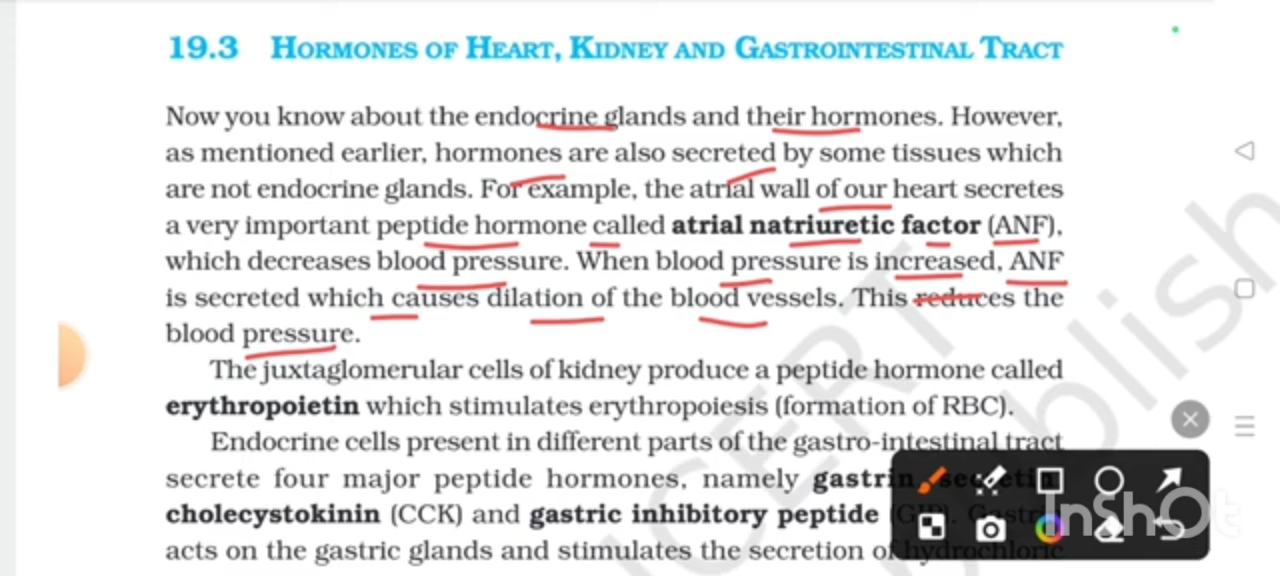 19.3 HORMONES OF HEART, KIDNEY AND GASTROINTESTINAL TRACT
Now you know about the endocrine glands and their hormones. However,
as mentioned earlier, hormones are also secreted by some tissues which
are not endocrine glands. For example, the atrial wall of our heart secretes
a very important peptide hormone called atrial natriuretic factor (ANF),
which decreases blood pressure. When blood pressure is increased, ANF
is secreted which causes dilation of the blood vessels. This reduces the
blood pressure.
The juxtaglomerular cells of kidney produce a peptide hormone called
erythropoietin which stimulates erythropoiesis (formation of RBC).
Endocrine cells present in different parts of the gastro-intestinal tract
secrete four major peptide hormones, namely gastrin, secretin,
cholecystokinin (CCK) and gastric inhibitory peptide (GIP). Gastrin
acts on the gastric glands and stimulates the secretion of hydrochloric
InShOt